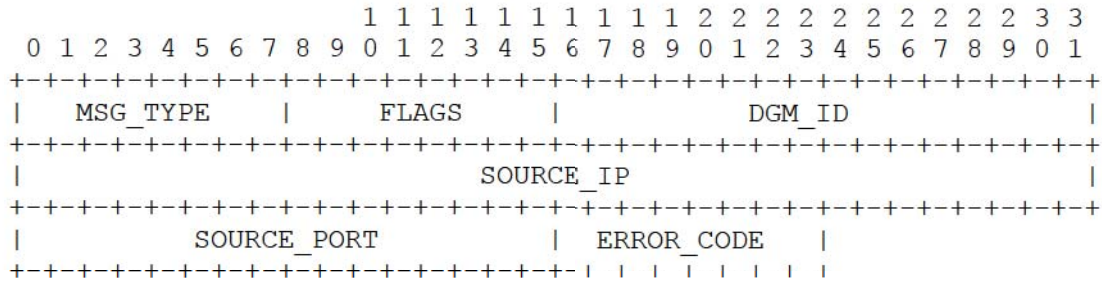 1 1 1 1 1 1 1 1 1 1 2 2 2 2 2 2 2 2 2 2 3 3
0 1 2 3 4 5 6 7 8 9 0 1 2 3 4 5 6 7 8 9 0 1 2 3 4 5 6 7 8 9 0 1
+-+-+-+-+-+-+-+-+-+-+-+-+-+-+-+-+-+-+-+-+-+-+-+-+-+-+-+-+-+-+-+-+
| MSG_TYPE | FLAGS | DGM_ID |
+-+-+-+-+-+-+-+-+-+-+-+-+-+-+-+-+-+-+-+-+-+-+-+-+-+-+-+-+-+-+-+-+
| SOURCE_IP |
+-+-+-+-+-+-+-+-+-+-+-+-+-+-+-+-+-+-+-+-+-+-+-+-+-+-+-+-+-+-+-+-+
| SOURCE_PORT | ERROR_CODE |
+-+-+-+-+-+-+-+-+-+-+-+-+-+-+-+-+- | | | | | | | |